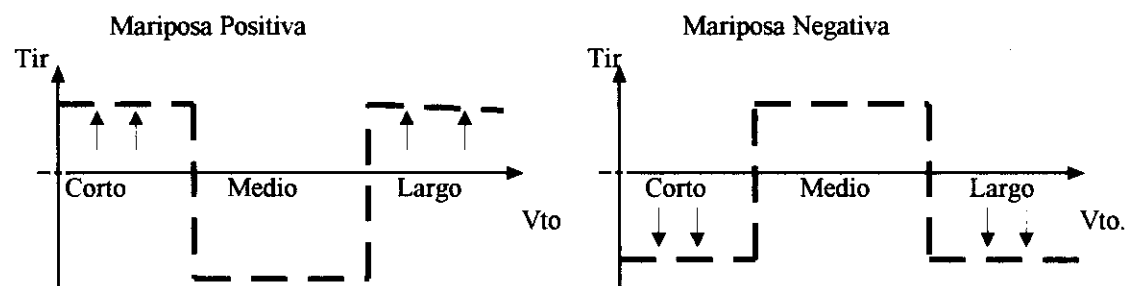 Mariposa Positiva
Tir
Corto Medio Largo
Vto
Mariposa Negativa
Tir
Corto Medio Largo
Vto.